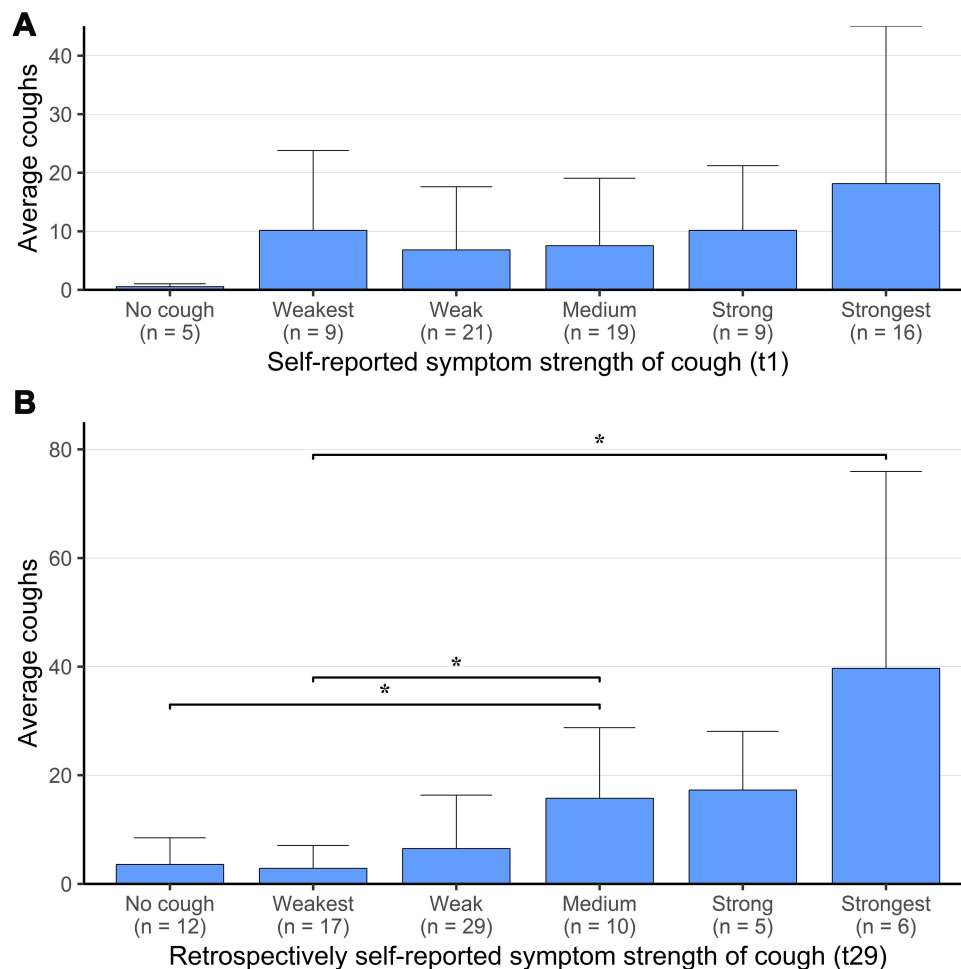 A
Average coughs
40
30
20
10
0
No cough Weakest Weak Medium Strong Strongest
(n = 5) (n = 9) (n = 21) (n = 19) (n = 9) (n = 16)
Self-reported symptom strength of cough (t1)
B
Average coughs
80
60
40
20
0
*
*
*
No cough Weakest Weak Medium Strong Strongest
(n = 12) (n = 17) (n = 29) (n = 10) (n = 5) (n = 6)
Retrospectively self-reported symptom strength of cough (t29)